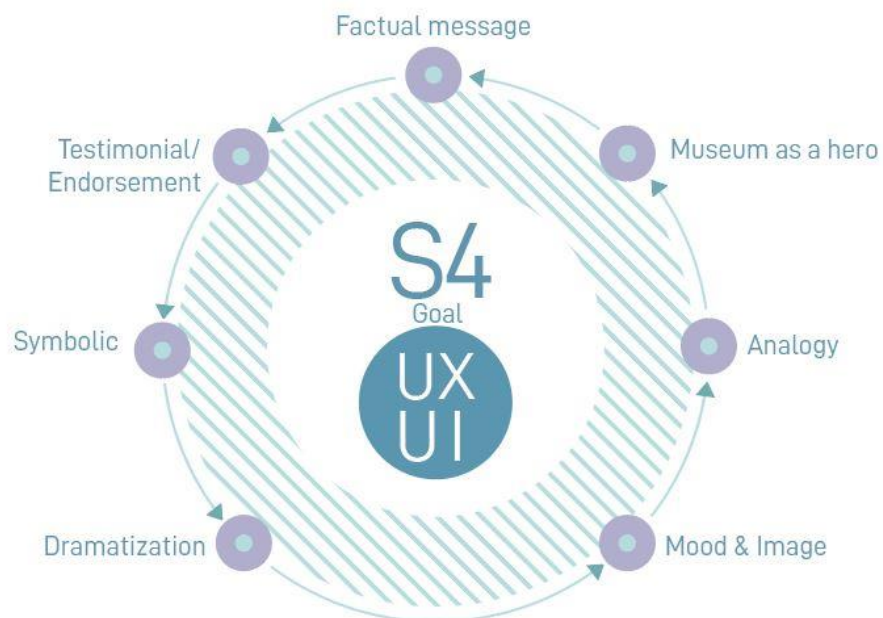 Factual message
Testimonial/
Endorsement
Museum as a hero
S4
Goal
UX
UI
Symbolic
Analogy
Dramatization
Mood & Image